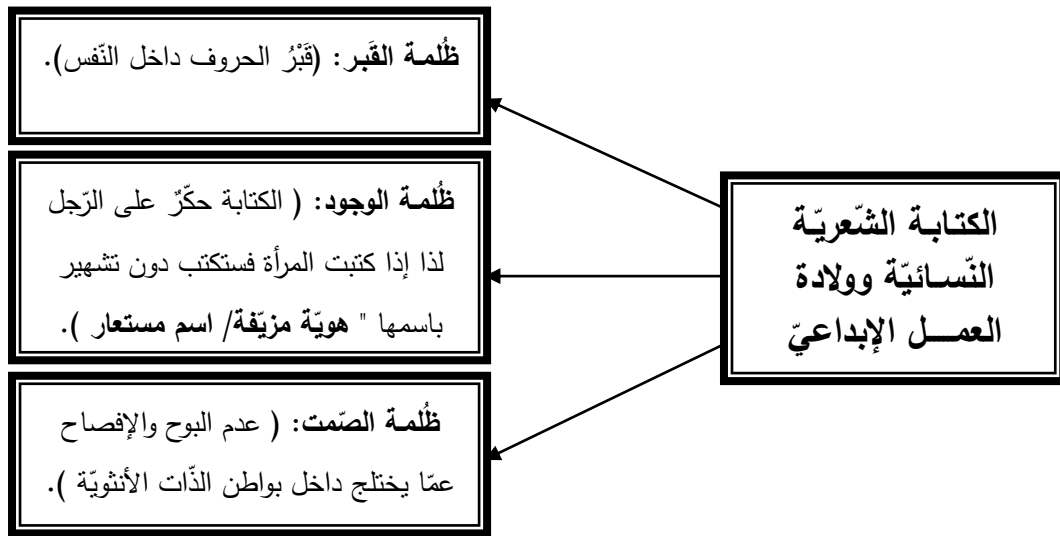 الكتابة الشّعريّة
النّسائيّة وولادة
العمل الإبداعيّ
ظُلمة القَبر: (قَبْرُ الحروف داخل النّفس).
ظُلمة الوجود: ( الكتابة حكّرٌ على الرّجل
لذا إذا كتبت المرأة فستكتب دون تشهير
باسمها " هويّة مزيّفة/ اسم مستعار ).
ظُلمة الصّمت: ( عدم البوح والإفصاح
عمّا يختلج داخل بواطن الذّات الأنثويّة ).